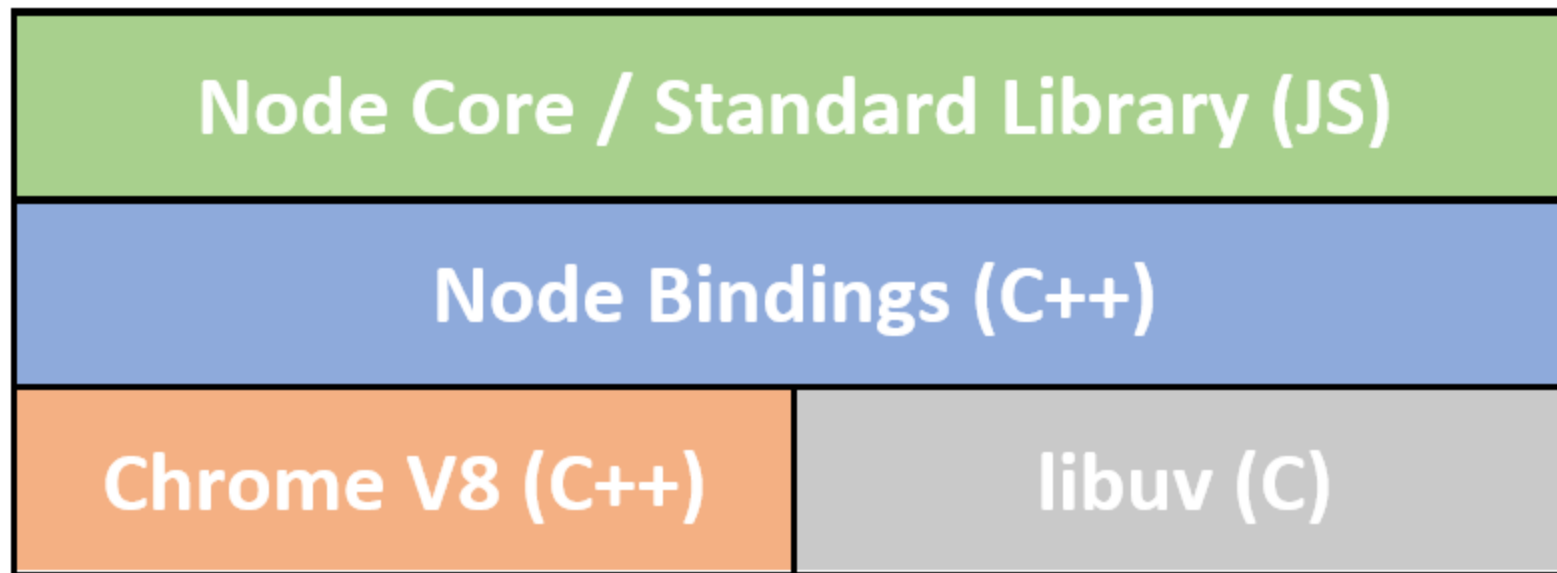 Node Core / Standard Library (JS)
Node Bindings (C++)
Chrome V8 (C++)
libuv (C)